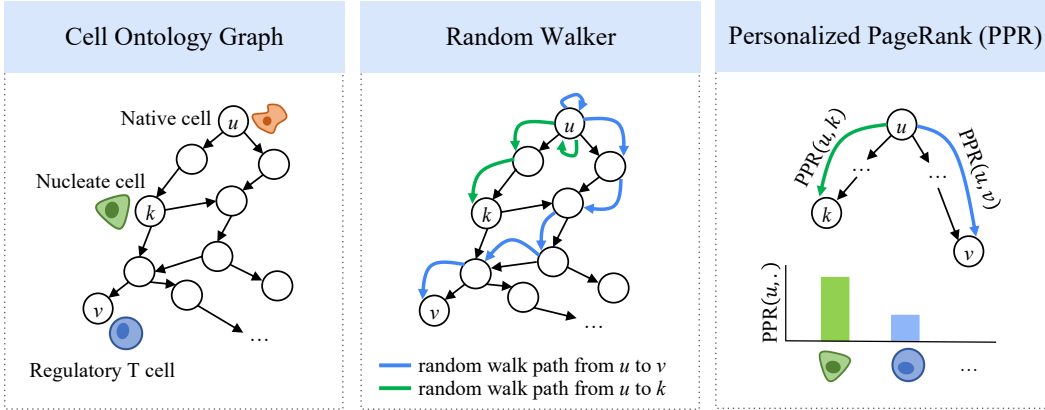 Cell Ontology Graph
Native cell
u
Nucleate cell
k
v
Regulatory T cell
...
Random Walker
u
k
v
...
random walk path from u to v
random walk path from u to k
Personalized PageRank (PPR)
u
PPR(u,k)
PPR(u,v)
...
...
k
v
PPR(u,..)
...